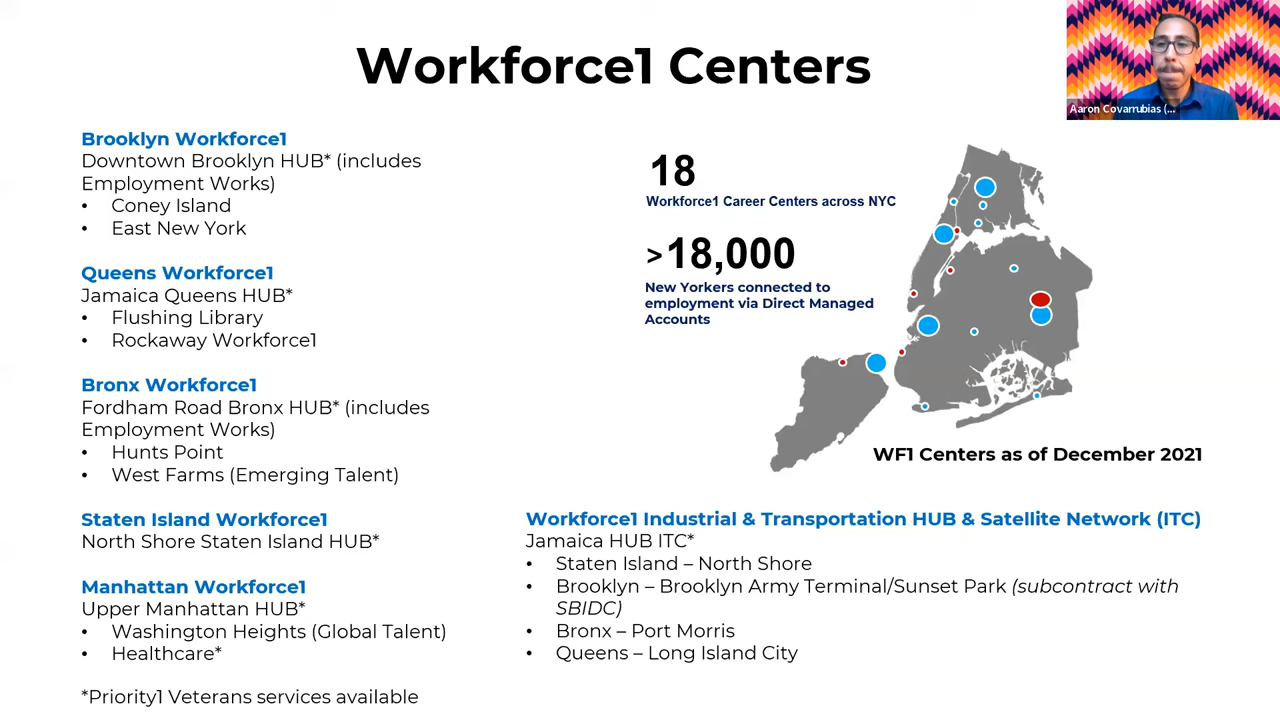 Workforce1 Centers
Aaron Covarrubias (...
Brooklyn Workforce1
Downtown Brooklyn HUB* (includes
Employment Works)
• Coney Island
• East New York
Queens Workforce1
Jamaica Queens HUB*
• Flushing Library
• Rockaway Workforce1
Bronx Workforce1
Fordham Road Bronx HUB* (includes
Employment Works)
• Hunts Point
• West Farms (Emerging Talent)
Staten Island Workforce1
North Shore Staten Island HUB*
Manhattan Workforce1
Upper Manhattan HUB*
• Washington Heights (Global Talent)
• Healthcare*
*Priority1 Veterans services available
18
Workforce1 Career Centers across NYC
>18,000
New Yorkers connected to
employment via Direct Managed
Accounts
WF1 Centers as of December 2021
Workforce1 Industrial & Transportation HUB & Satellite Network (ITC)
Jamaica HUB ITC*
• Staten Island – North Shore
• Brooklyn – Brooklyn Army Terminal/Sunset Park (subcontract with
SBIDC)
• Bronx – Port Morris
• Queens – Long Island City